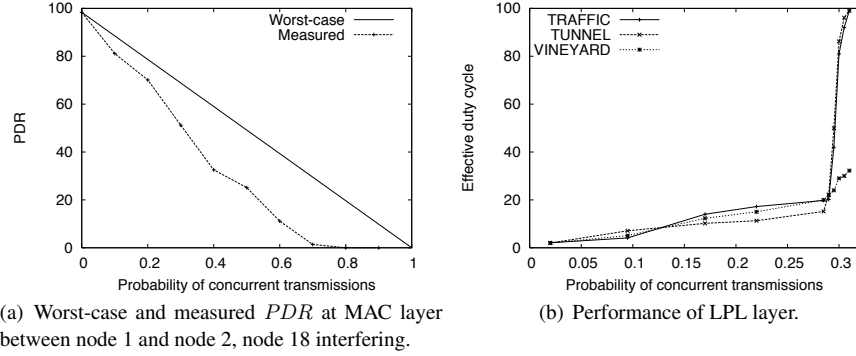 100
80
60
40
20
0
PDR
0
0.2
0.4
0.6
0.8
1
Probability of concurrent transmissions
Worst-case
Measured
(a) Worst-case and measured PDR at MAC layer
between node 1 and node 2, node 18 interfering.
100
80
60
40
20
0
Effective duty cycle
0
0.05
0.1
0.15
0.2
0.25
0.3
Probability of concurrent transmissions
TRAFFIC
TUNNEL
VINEYARD
(b) Performance of LPL layer.